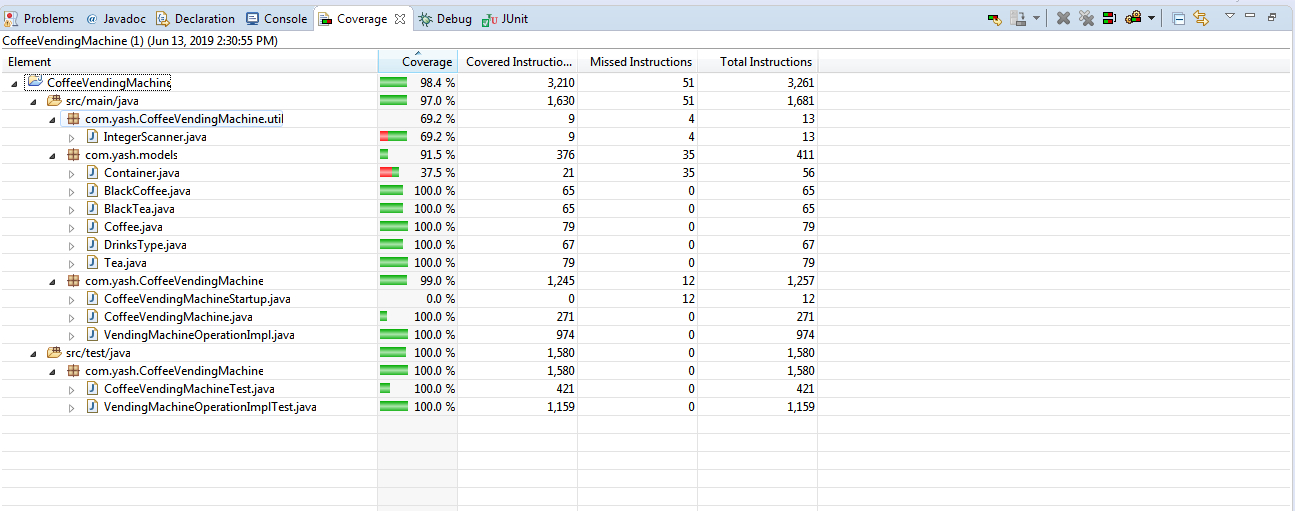 Problems @ Javadoc Declaration Console Coverage Debug JUnit
CoffeeVendingMachine (1) (Jun 13, 2019 2:30:55 PM)
Element Coverage Covered Instructio... Missed Instructions Total Instructions
CoffeeVendingMachine 98.4 % 3,210 51 3,261
src/main/java 97.0 % 1,630 51 1,681
com.yash.CoffeeVendingMachine.util 69.2 % 9 4 13
IntegerScanner.java 69.2 % 9 4 13
com.yash.models 91.5 % 376 35 411
Container.java 37.5 % 21 35 56
BlackCoffee.java 100.0 % 65 0 65
BlackTea.java 100.0 % 65 0 65
Coffee.java 100.0 % 79 0 79
DrinksType.java 100.0 % 67 0 67
Tea.java 100.0 % 79 0 79
com.yash.CoffeeVendingMachine 99.0 % 1,245 12 1,257
CoffeeVendingMachineStartup.java 0.0 % 0 12 12
CoffeeVendingMachine.java 100.0 % 271 0 271
VendingMachineOperationImpl.java 100.0 % 974 0 974
src/test/java 100.0 % 1,580 0 1,580
com.yash.CoffeeVendingMachine 100.0 % 1,580 0 1,580
CoffeeVendingMachineTest.java 100.0 % 421 0 421
VendingMachineOperationImplTest.java 100.0 % 1,159 0 1,159